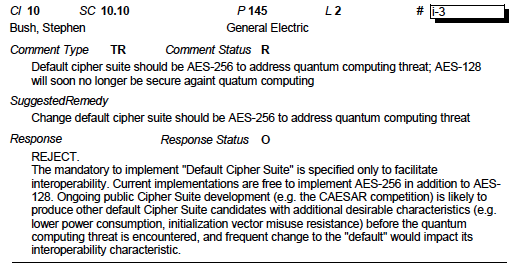 Cl 10 SC 10.10 P 145 L 2 # i-3
Bush, Stephen General Electric
Comment Type TR Comment Status R
Default cipher suite should be AES-256 to address quantum computing threat; AES-128
will soon no longer be secure againt quatum computing
SuggestedRemedy
Change default cipher suite should be AES-256 to address quantum computing threat
Response Response Status O
REJECT.
The mandatory to implement "Default Cipher Suite" is specified only to facilitate
interoperability. Current implementations are free to implement AES-256 in addition to AES-
128. Ongoing public Cipher Suite development (e.g. the CAESAR competition) is likely to
produce other default Cipher Suite candidates with additional desirable characteristics (e.g.
lower power consumption, initialization vector misuse resistance) before the quantum
computing threat is encountered, and frequent change to the "default" would impact its
interoperability characteristic.